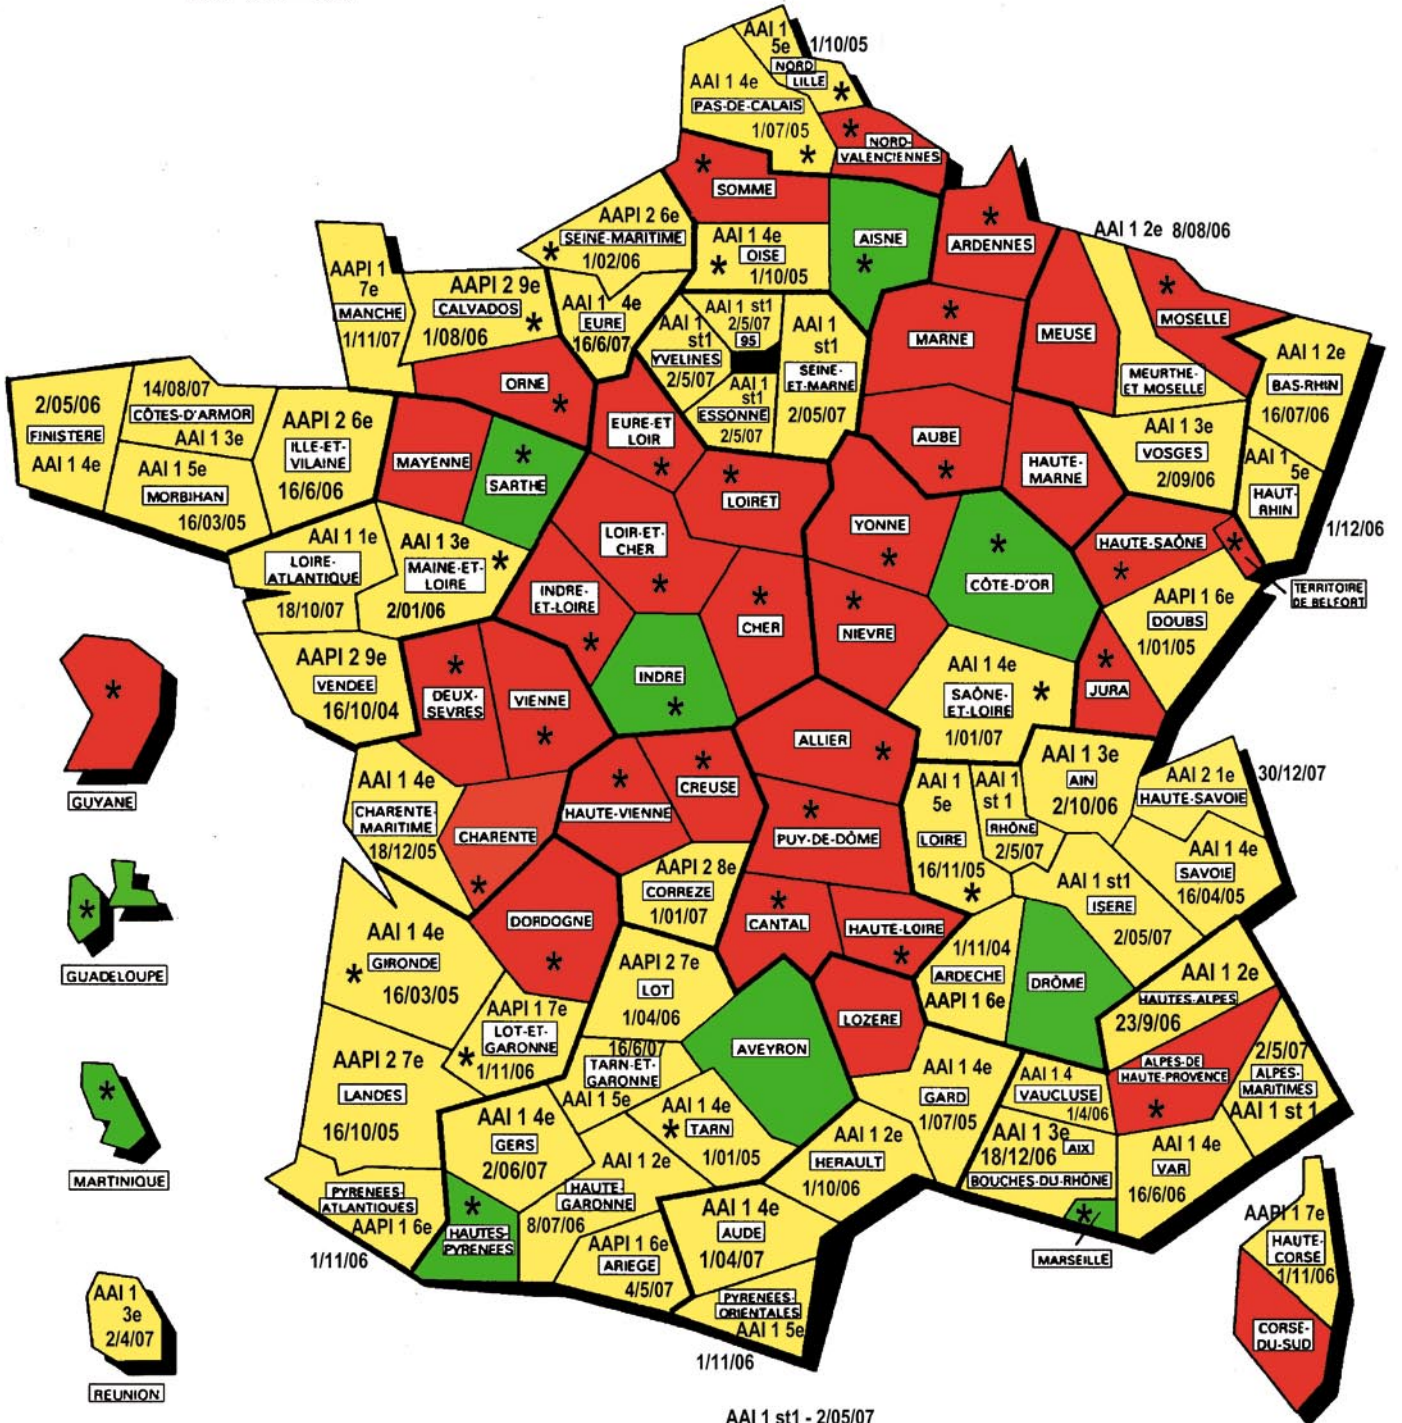 AAI 1
5e
1/10/05
NORD
LILLE
*
AAI 1 4e
PAS-DE-CALAIS
1/07/05
*
*
NORD-
VALENCIENNES
*
SOMME
AAPI 2 6e
SEINE-MARITIME
*
1/02/06
AAI 1 4e
OISE
*
1/10/05
AISNE
*
*
ARDENNES
AAI 1 2e 8/08/06
AAPI 1
7e
MANCHE
1/11/07
AAPI 2 9e
CALVADOS
*
1/08/06
AAI 1 4e
EURE
16/6/07
AAI 1 st1
2/5/07
95
AAI 1
st1
YVELINES
2/5/07
AAI 1
st1
ESSONNE
2/5/07
AAI 1
st1
SEINE-
ET-MARNE
2/05/07
*
MARNE
MEUSE
*
MOSELLE
MEURTHE-
ET MOSELLE
AAI 1 2e
BAS-RHIN
16/07/06
ORNE
*
2/05/06
FINISTERE
AAI 1 4e
14/08/07
CÔTES-D'ARMOR
AAI 1 3e
AAPI 2 6e
ILLE-ET-
VILAINE
16/6/06
AAI 1 5e
MORBIHAN
16/03/05
MAYENNE
*
SARTHE
EURE-ET
LOIR
*
*
LOIRET
AUBE
*
HAUTE-
MARNE
AAI 1 3e
VOSGES
2/09/06
AAI 1
5e
HAUT-
RHIN
1/12/06
AAI 1 1e
LOIRE-
ATLANTIQUE
18/10/07
AAI 1 3e
*
MAINE-ET-
LOIRE
2/01/06
LOIR-ET-
CHER
*
YONNE
*
*
CÔTE-D'OR
HAUTE-SAÔNE
*
*
TERRITOIRE
DE BELFORT
INDRE-
ET-LOIRE
*
*
CHER
*
NIEVRE
AAPI 1 6e
DOUBS
1/01/05
AAPI 2 9e
VENDEE
16/10/04
*
DEUX-
SEVRES
VIENNE
*
INDRE
*
AAI 1 4e
SAÔNE-
ET-LOIRE
*
1/01/07
*
JURA
*
GUYANE
ALLIER
*
AAI 1 3e
AIN
2/10/06
AAI 2 1e
HAUTE-SAVOIE
30/12/07
AAI 1 4e
CHARENTE-
MARITIME
18/12/05
CHARENTE
*
*
HAUTE-VIENNE
*
CREUSE
*
PUY-DE-DÔME
AAI 1
5e
LOIRE
16/11/05
*
AAI 1
st 1
RHÔNE
2/5/07
AAI 1 4e
SAVOIE
16/04/05
AAI 1 st1
ISERE
2/05/07
AAPI 2 8e
CORREZE
1/01/07
DORDOGNE
*
*
CANTAL
HAUTE-LOIRE
*
*
GUADELOUPE
AAI 1 4e
GIRONDE
*
16/03/05
AAPI 2 7e
LOT
1/04/06
1/11/04
ARDECHE
AAPI 1 6e
DRÔME
AAI 1 2e
HAUTES-ALPES
23/9/06
LOZERE
AAPI 1 7e
LOT-ET-
GARONNE
*
1/11/06
16/6/07
TARN-ET-
GARONNE
AAI 1 5e
AVEYRON
AAPI 2 7e
LANDES
16/10/05
AAI 1 4e
GARD
1/07/05
AAI 1 4
VAUCLUSE
1/4/06
ALPES-DE
HAUTE-PROVENCE
*
2/5/07
ALPES-
MARITIMES
AAI 1 st 1
*
MARTINIQUE
AAI 1 4e
GERS
2/06/07
AAI 1 4e
*
TARN
1/01/05
AAI 1 2e
HERAULT
1/10/06
AAI 1 3e
AIX
18/12/06
BOUCHES-DU-RHÔNE
AAI 1 4e
VAR
16/6/06
*
MARSEILLE
PYRENEES-
ATLANTIQUES
AAPI 1 6e
1/11/06
*
HAUTES-
PYRENEES
AAI 1 2e
HAUTE-
GARONNE
8/07/06
AAPI 1 6e
ARIEGE
4/5/07
AAI 1 4e
AUDE
1/04/07
PYRENEES-
ORIENTALES
AAI 1 5e
1/11/06
AAPI 1 7e
HAUTE-
CORSE
1/11/06
CORSE-
DU-SUD
AAI 1
3e
2/4/07
REUNION
AAI 1 st1 - 2/05/07